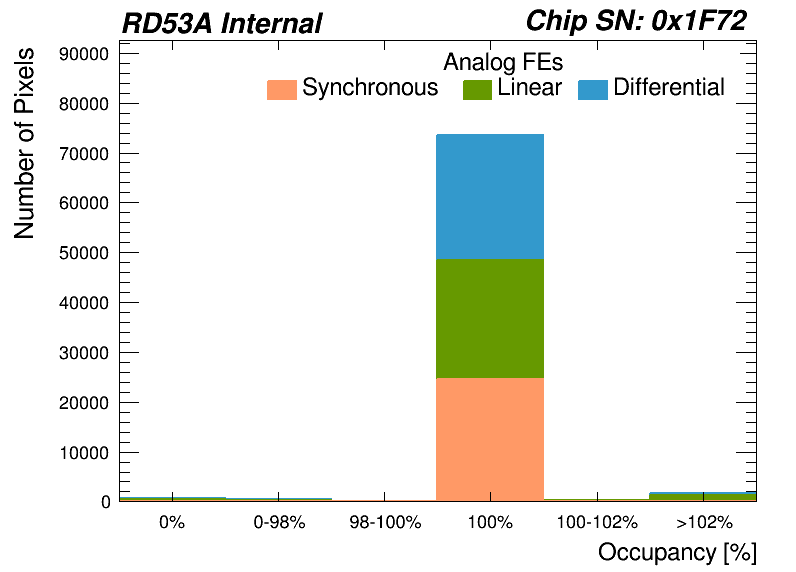 RD53A Internal
Chip SN: 0x1F72
Analog FEs
Synchronous
Linear
Differential
Number of Pixels
90000
80000
70000
60000
50000
40000
30000
20000
10000
0
0%
0-98%
98-100%
100%
100-102%
>102%
Occupancy [%]